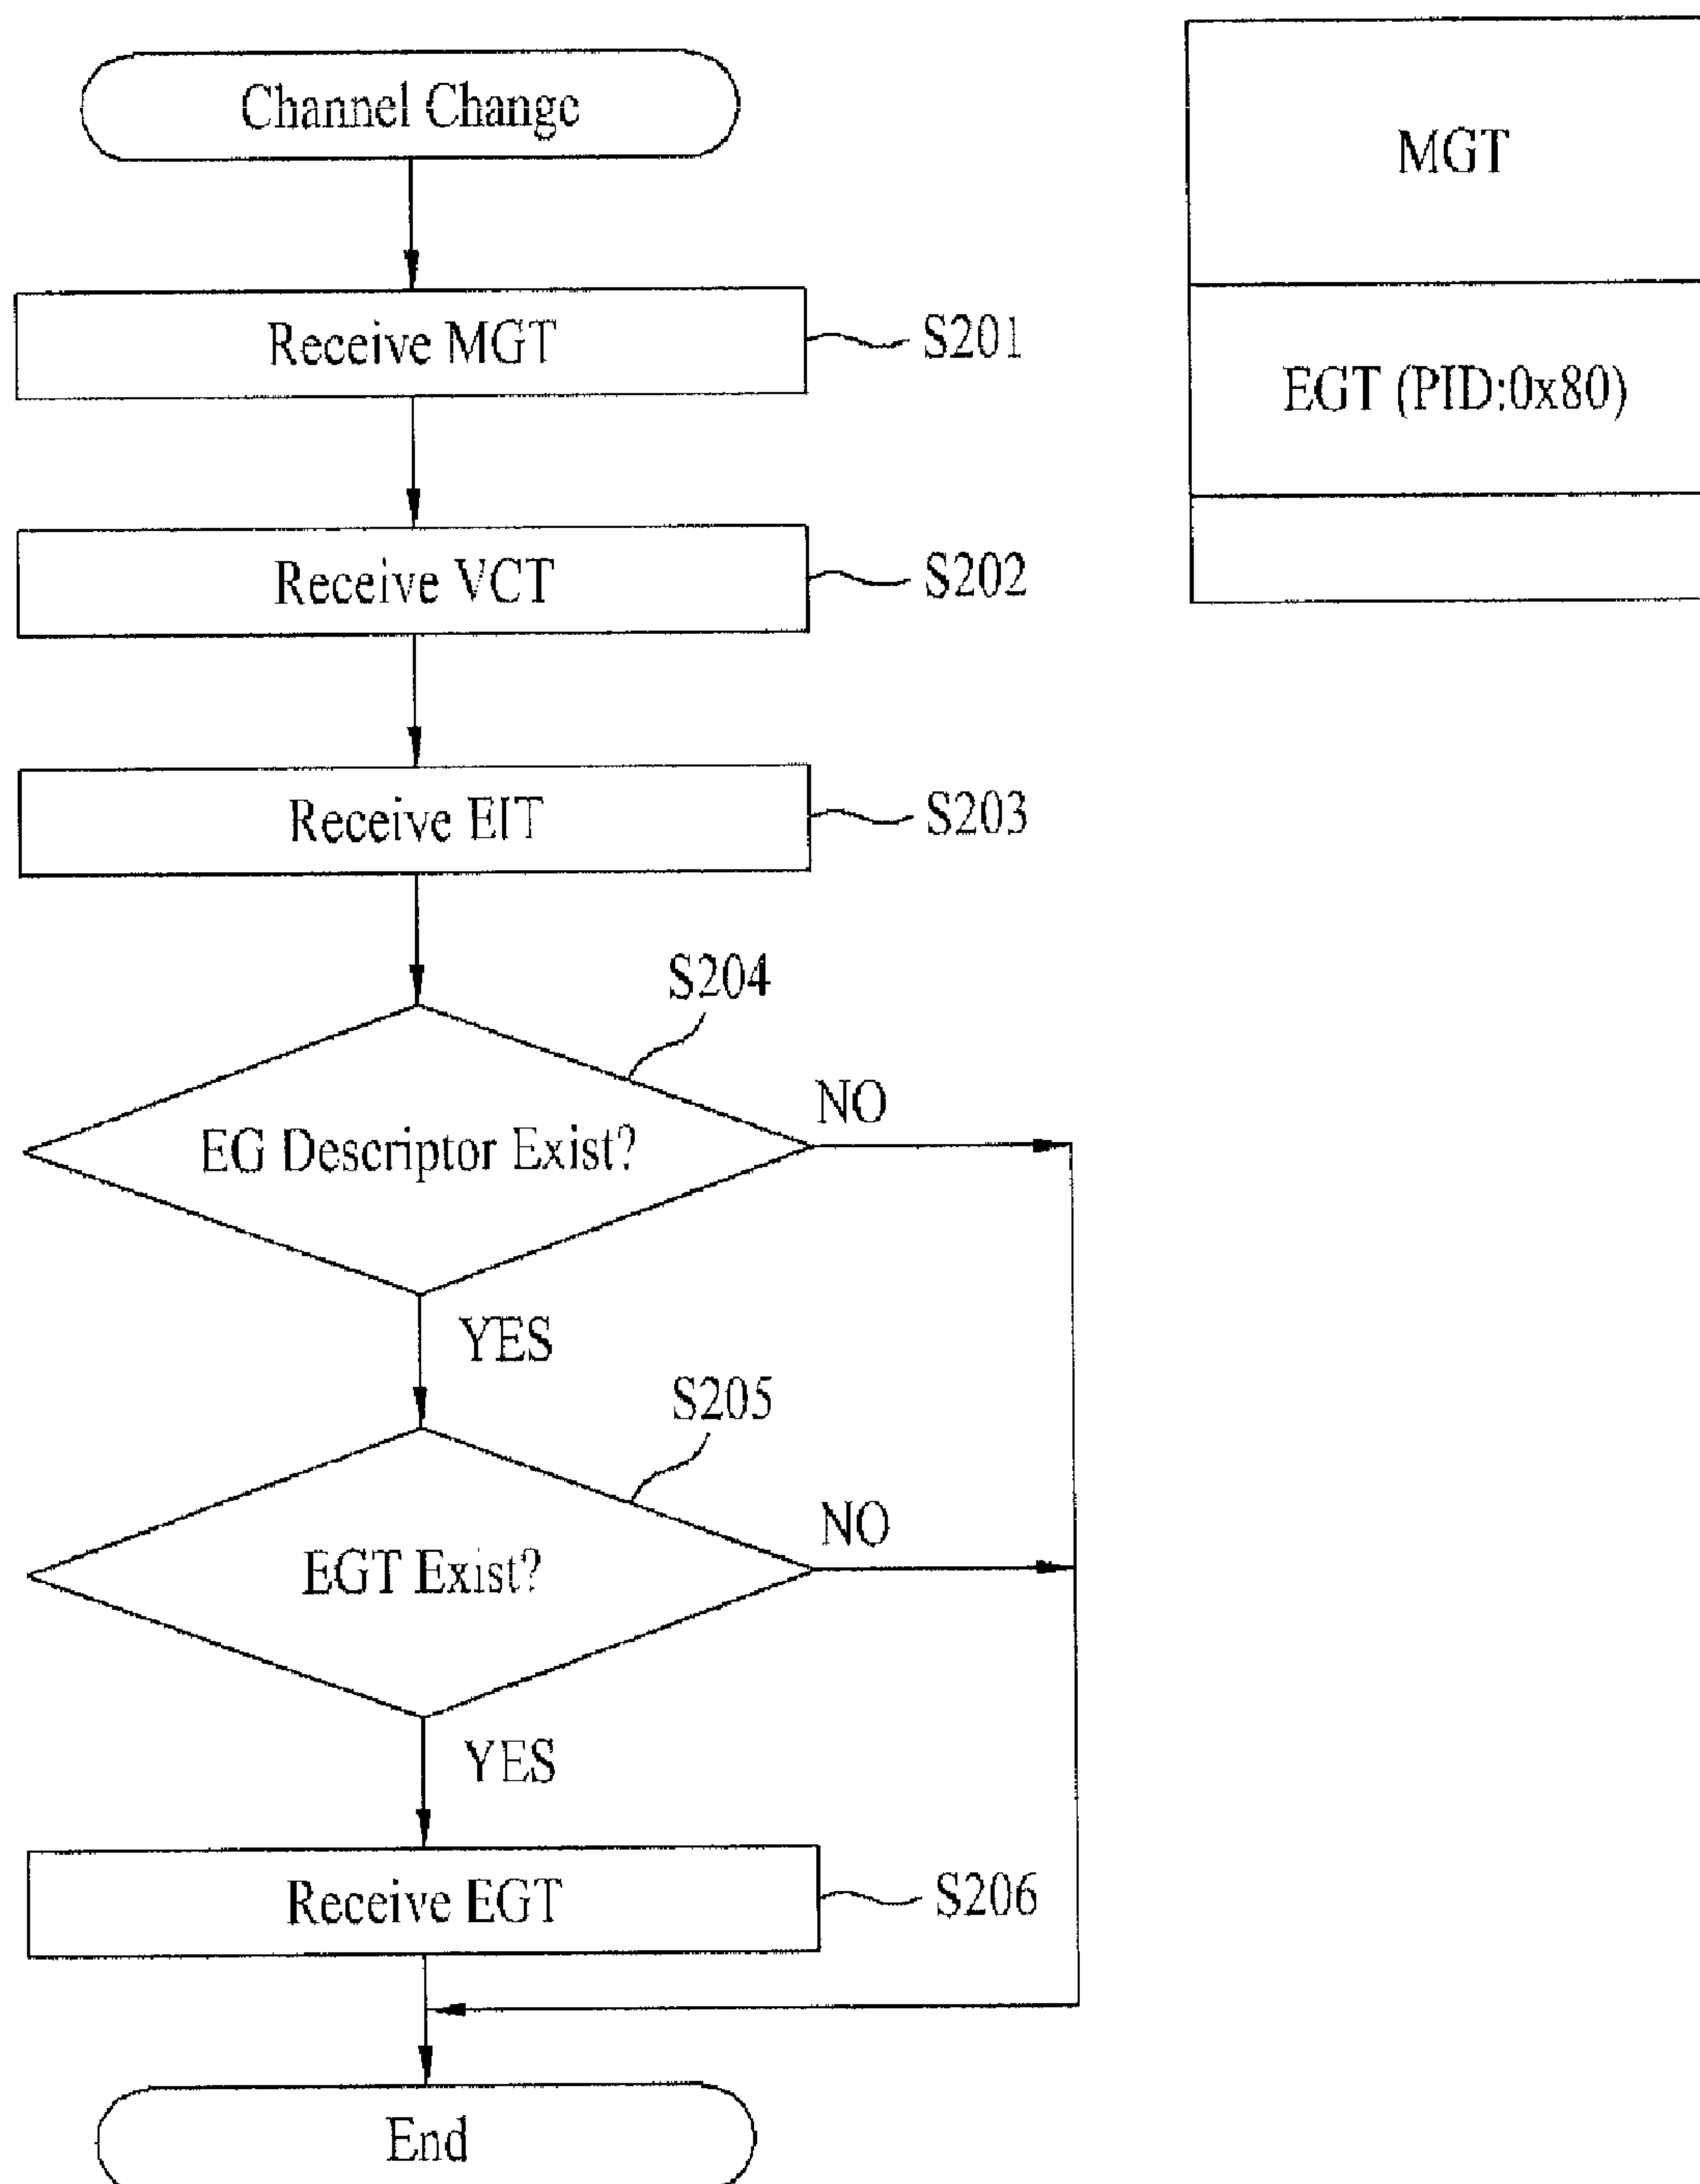 Channel Change
MGT
Receive MGT
S201
EGT (PID:0x80)
Receive VCT
S202
Receive EIT
S203
S204
EG Descriptor Exist?
NO
YES
S205
EGT Exist?
NO
YES
Receive EGT
S206
End